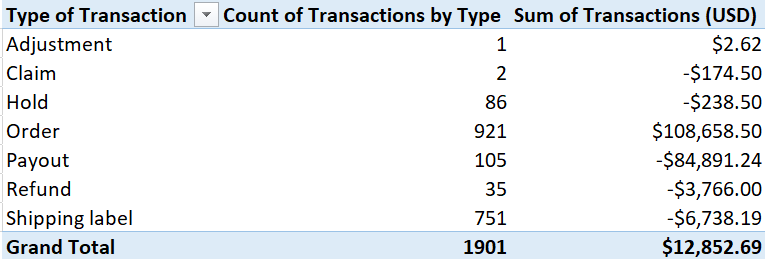 Type of Transaction Count of Transactions by Type Sum of Transactions (USD)
Adjustment 1 $2.62
Claim 2 -$174.50
Hold 86 -$238.50
Order 921 $108,658.50
Payout 105 -$84,891.24
Refund 35 -$3,766.00
Shipping label 751 -$6,738.19
Grand Total 1901 $12,852.69